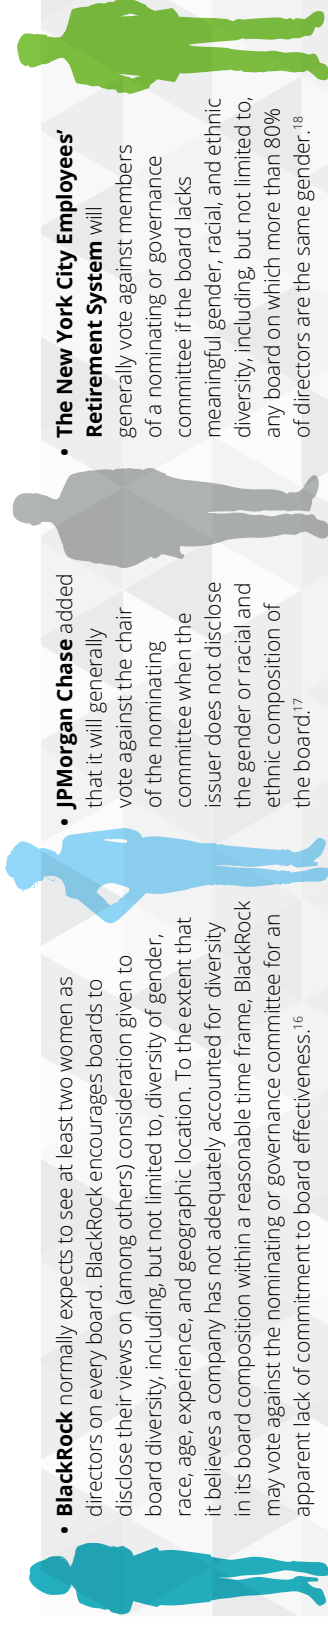 • BlackRock normally expects to see at least two women as
directors on every board. BlackRock encourages boards to
disclose their views on (among others) consideration given to
board diversity, including, but not limited to, diversity of gender,
race, age, experience, and geographic location. To the extent that
it believes a company has not adequately accounted for diversity
in its board composition within a reasonable time frame, BlackRock
may vote against the nominating or governance committee for an
apparent lack of commitment to board effectiveness.16
• JPMorgan Chase added
that it will generally
vote against the chair
of the nominating
committee when the
issuer does not disclose
the gender or racial and
ethnic composition of
the board.17
• The New York City Employees’
Retirement System will
generally vote against members
of a nominating or governance
committee if the board lacks
meaningful gender, racial, and ethnic
diversity, including, but not limited to,
any board on which more than 80%
of directors are the same gender.18